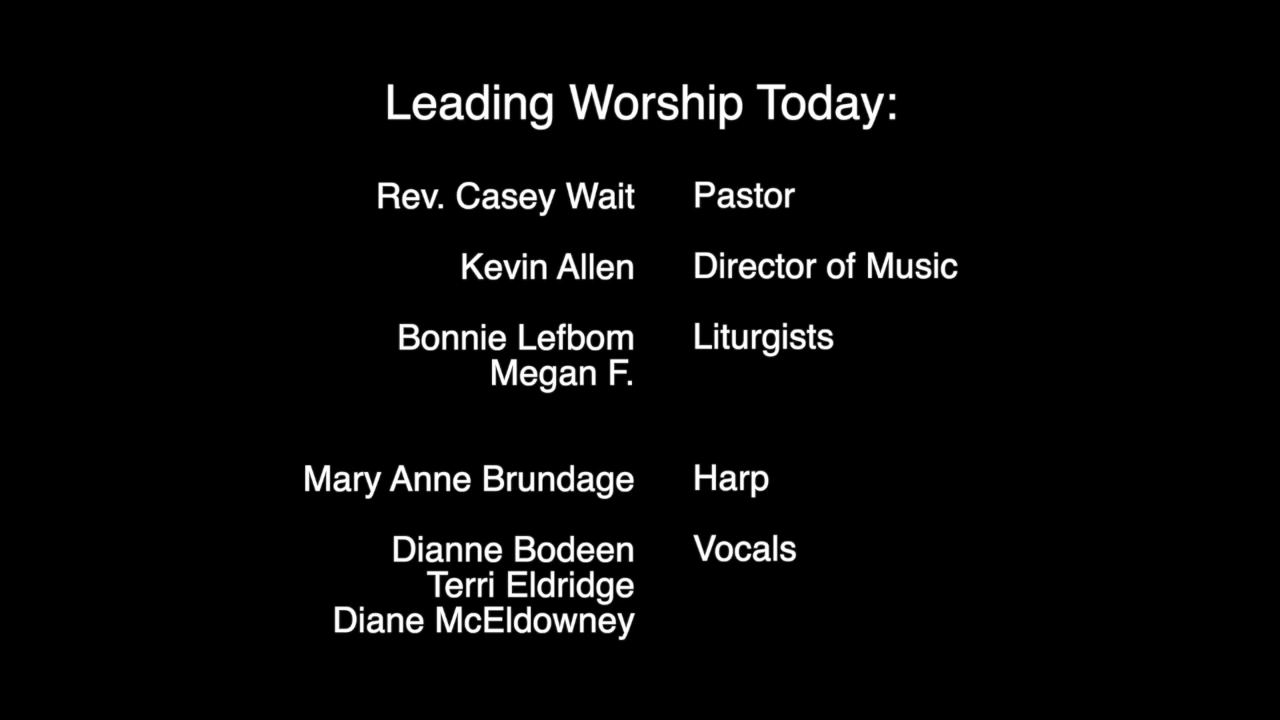 Leading Worship Today:
Rev. Casey Wait Pastor
Kevin Allen Director of Music
Bonnie Lefbom Liturgists
Megan F.
Mary Anne Brundage Harp
Dianne Bodeen Vocals
Terri Eldridge
Diane McEldowney